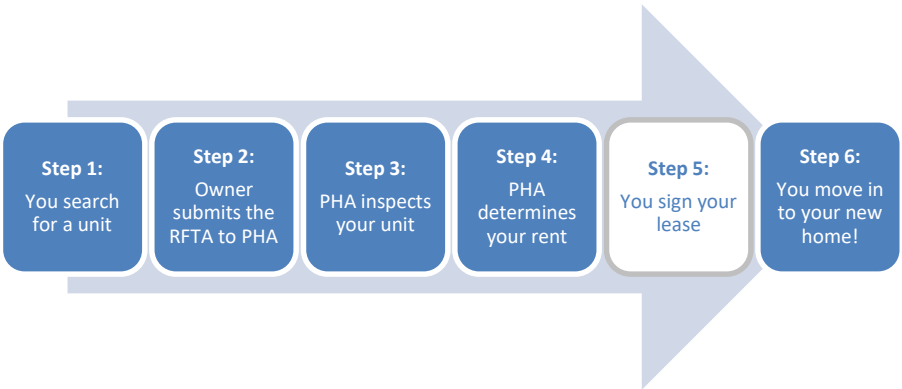 Step 1:
You search
for a unit
Step 2:
Owner
submits the
RFTA to PHA
Step 3:
PHA inspects
your unit
Step 4:
PHA
determines
your rent
Step 5:
You sign your
lease
Step 6:
You move in
to your new
home!